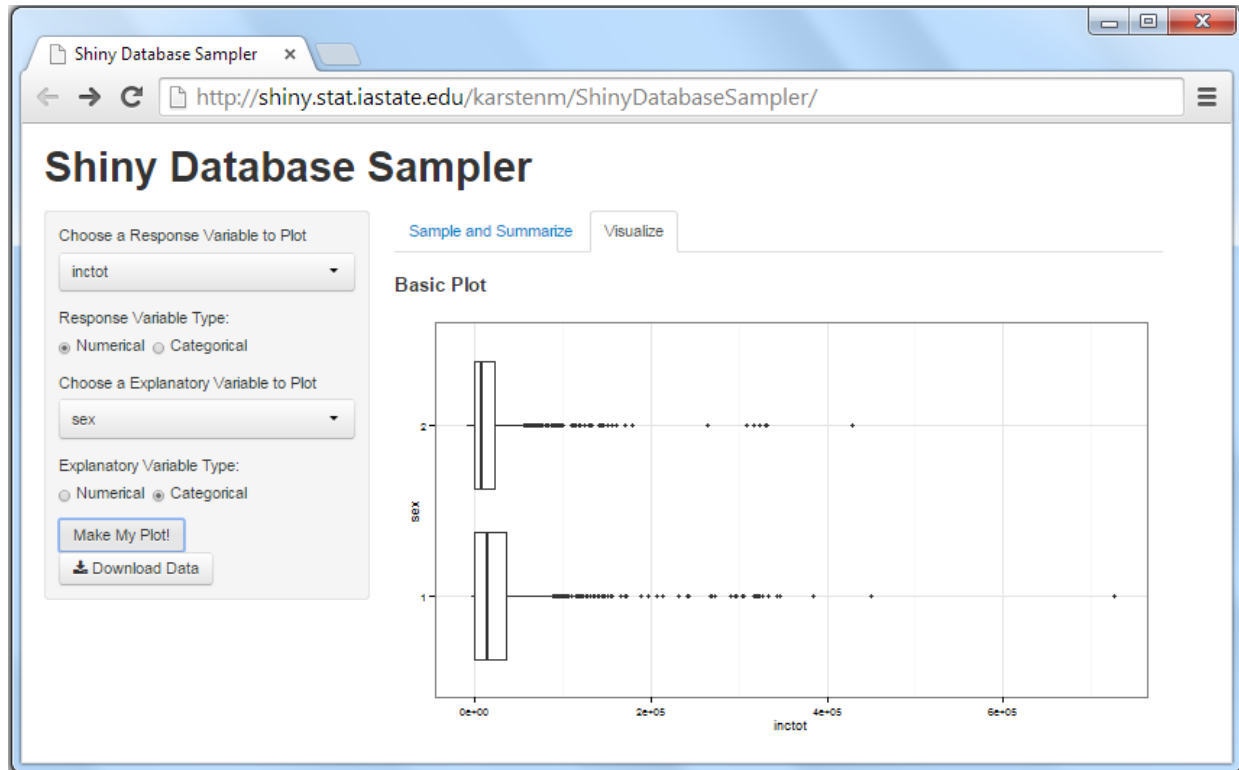 Shiny Database Sampler
http://shiny.stat.iastate.edu/karstenm/ShinyDatabaseSampler/
Shiny Database Sampler
Choose a Response Variable to Plot
inctot
Response Variable Type:
Numerical Categorical
Choose a Explanatory Variable to Plot
sex
Explanatory Variable Type:
Numerical Categorical
Make My Plot!
Download Data
Sample and Summarize Visualize
Basic Plot
2
sex
1
0e+00 2e+05 4e+05 6e+05
inctot